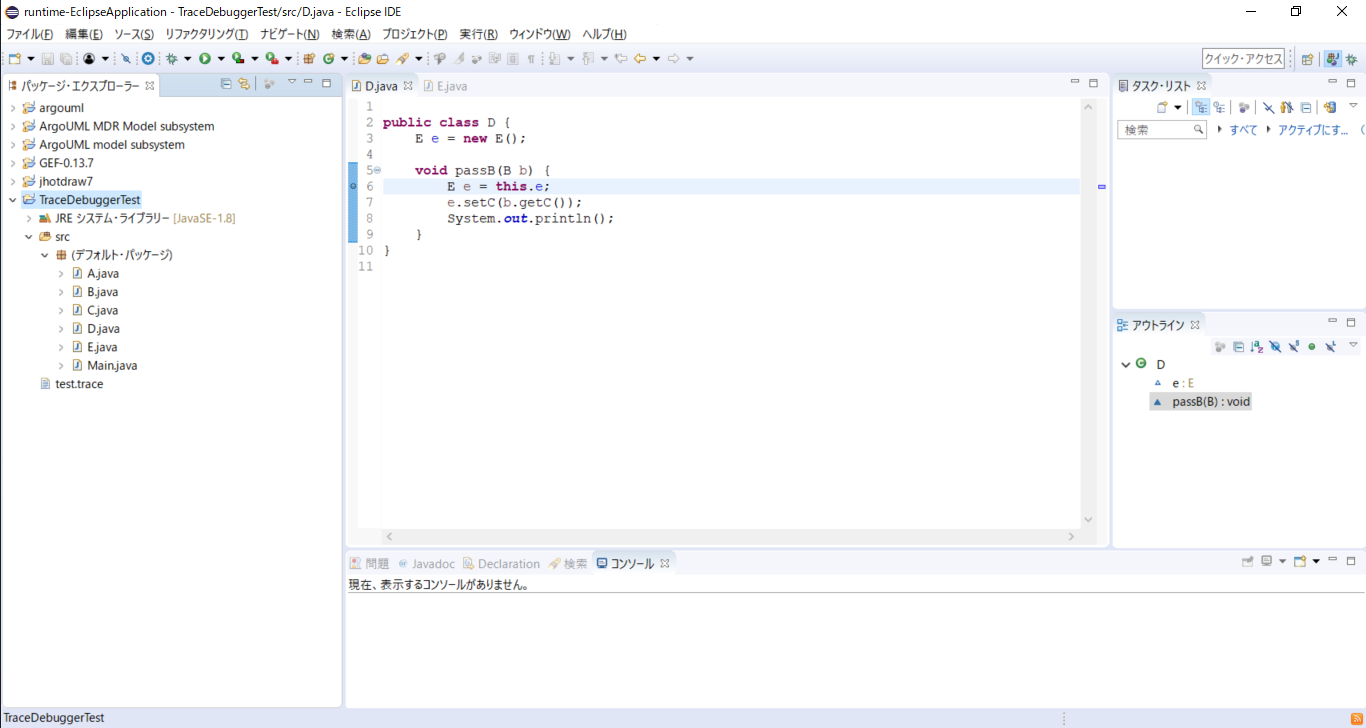 runtime-EclipseApplication - TraceDebuggerTest/src/D.java - Eclipse IDE
ファイル(F) 編集(E) ソース(S) リファクタリング(T) ナビゲート(N) 検索(A) プロジェクト(P) 実行(R) ウィンドウ(W) ヘルプ(H)
クイック・アクセス
パッケージ・エクスプローラー
argouml
ArgoUML MDR Model subsystem
ArgoUML model subsystem
GEF-0.13.7
jhotdraw7
TraceDebuggerTest
JRE システム・ライブラリー [JavaSE-1.8]
src
(デフォルト・パッケージ)
A.java
B.java
C.java
D.java
E.java
Main.java
test.trace
D.java E.java
1
2 public class D {
3 E e = new E();
4
5 void passB(B b) {
6 E e = this.e;
7 e.setC(b.getC());
8 System.out.println();
9 }
10 }
11
タスク・リスト
検索 すべて アクティブにす...
アウトライン
D
e : E
passB(B) : void
問題 Javadoc Declaration 検索 コンソール
現在、表示するコンソールがありません。
TraceDebuggerTest